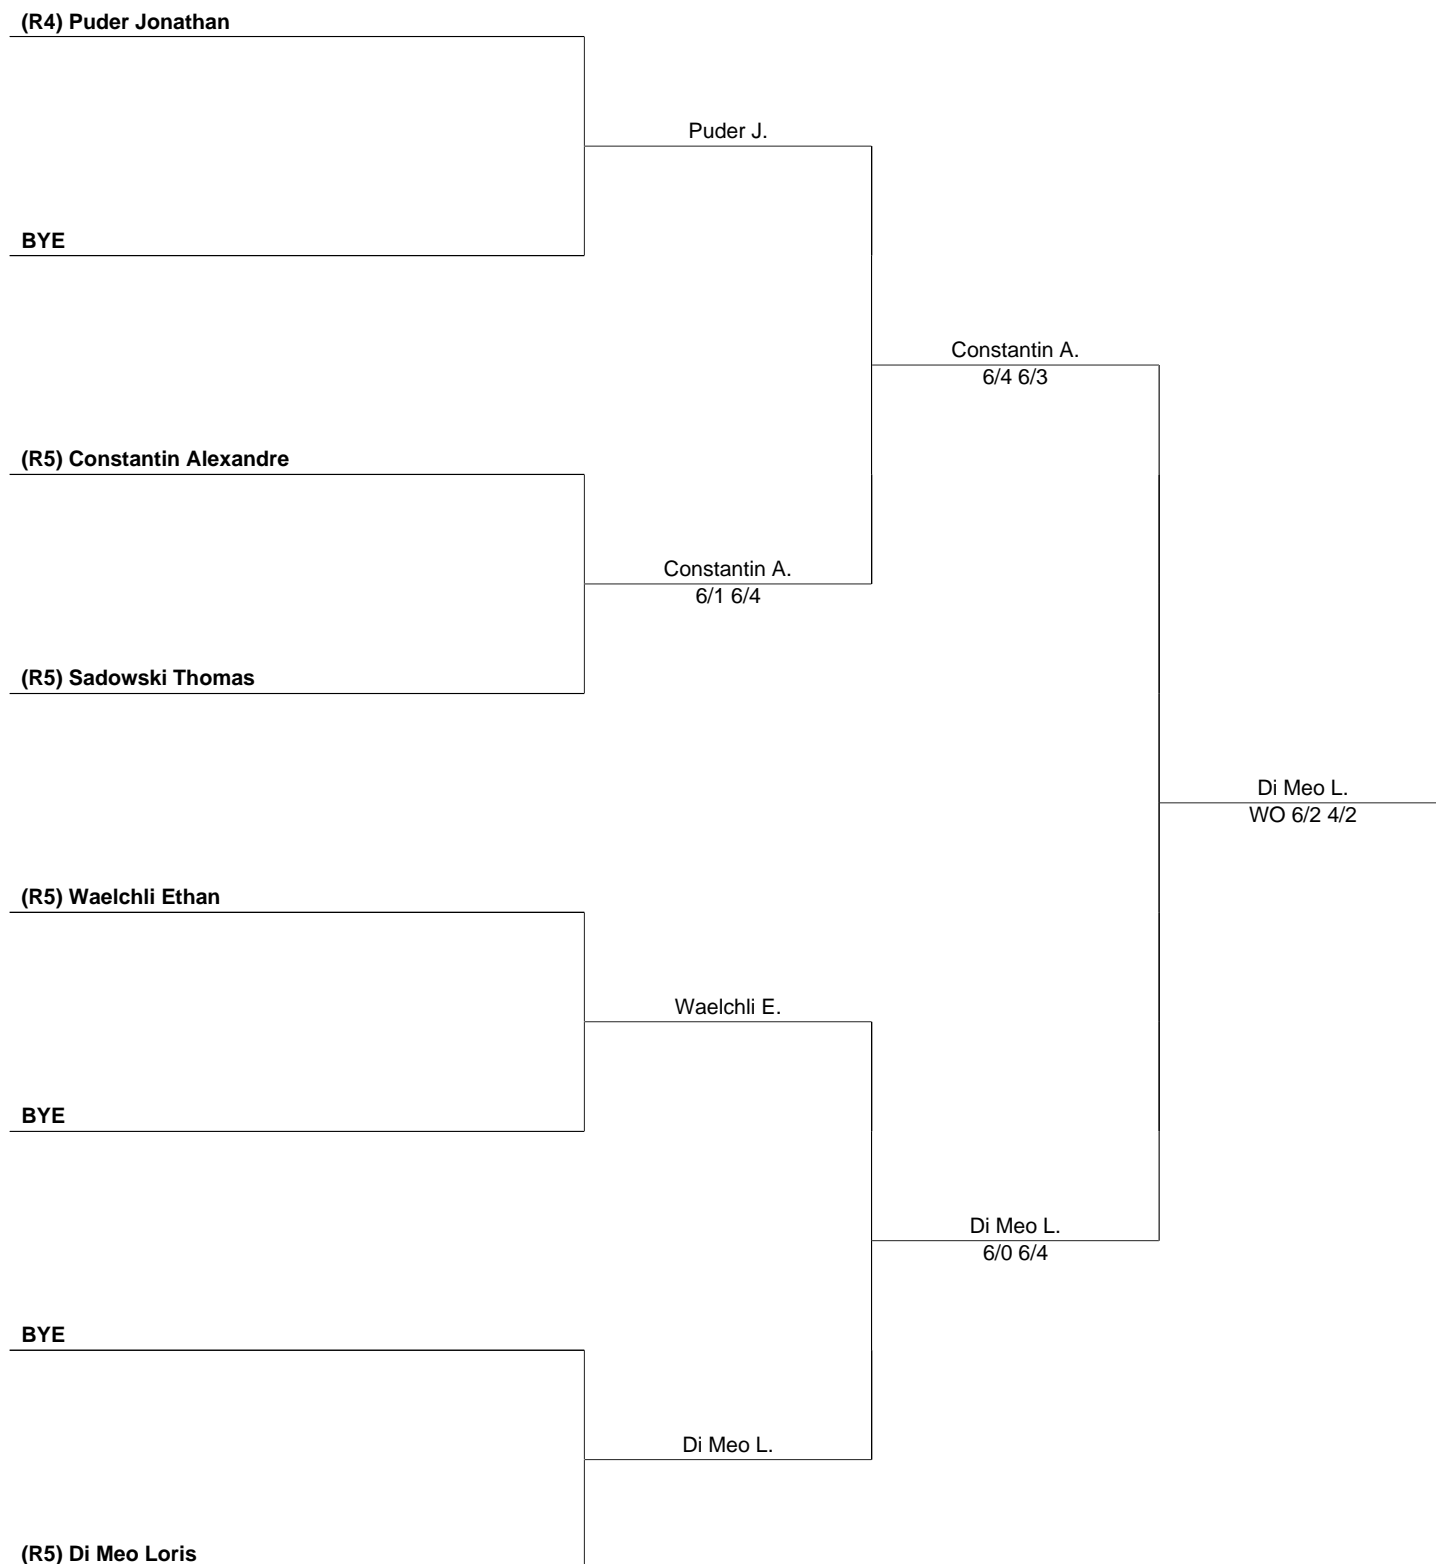 (R4) Puder Jonathan
Puder J.
BYE
Constantin A.
6/4 6/3
(R5) Constantin Alexandre
Constantin A.
6/1 6/4
(R5) Sadowski Thomas
Di Meo L.
WO 6/2 4/2
(R5) Waelchli Ethan
Waelchli E.
BYE
Di Meo L.
6/0 6/4
BYE
Di Meo L.
(R5) Di Meo Loris